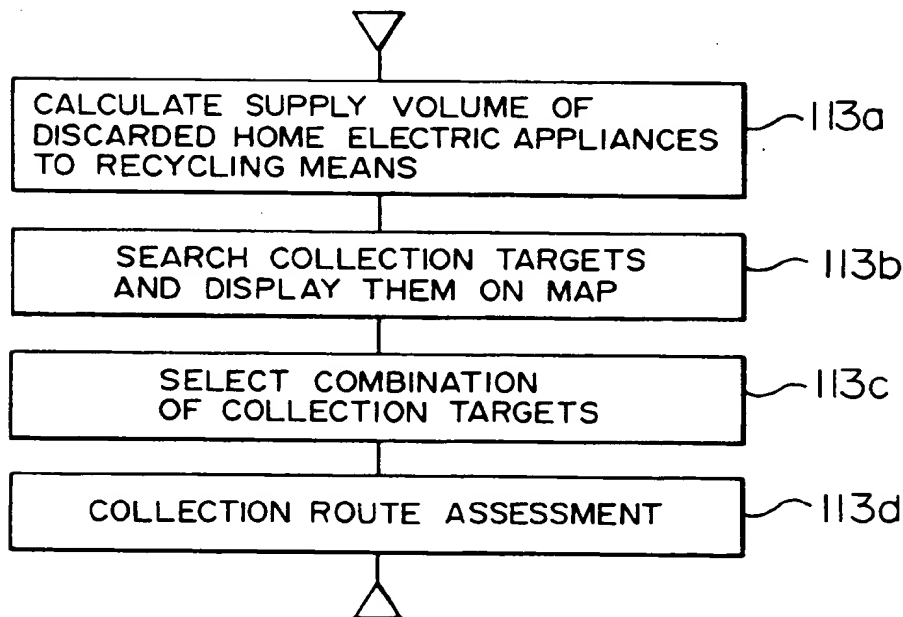 CALCULATE SUPPLY VOLUME OF
DISCARDED HOME ELECTRIC APPLIANCES
TO RECYCLING MEANS
113a
SEARCH COLLECTION TARGETS
AND DISPLAY THEM ON MAP
113b
SELECT COMBINATION
OF COLLECTION TARGETS
113c
COLLECTION ROUTE ASSESSMENT
113d